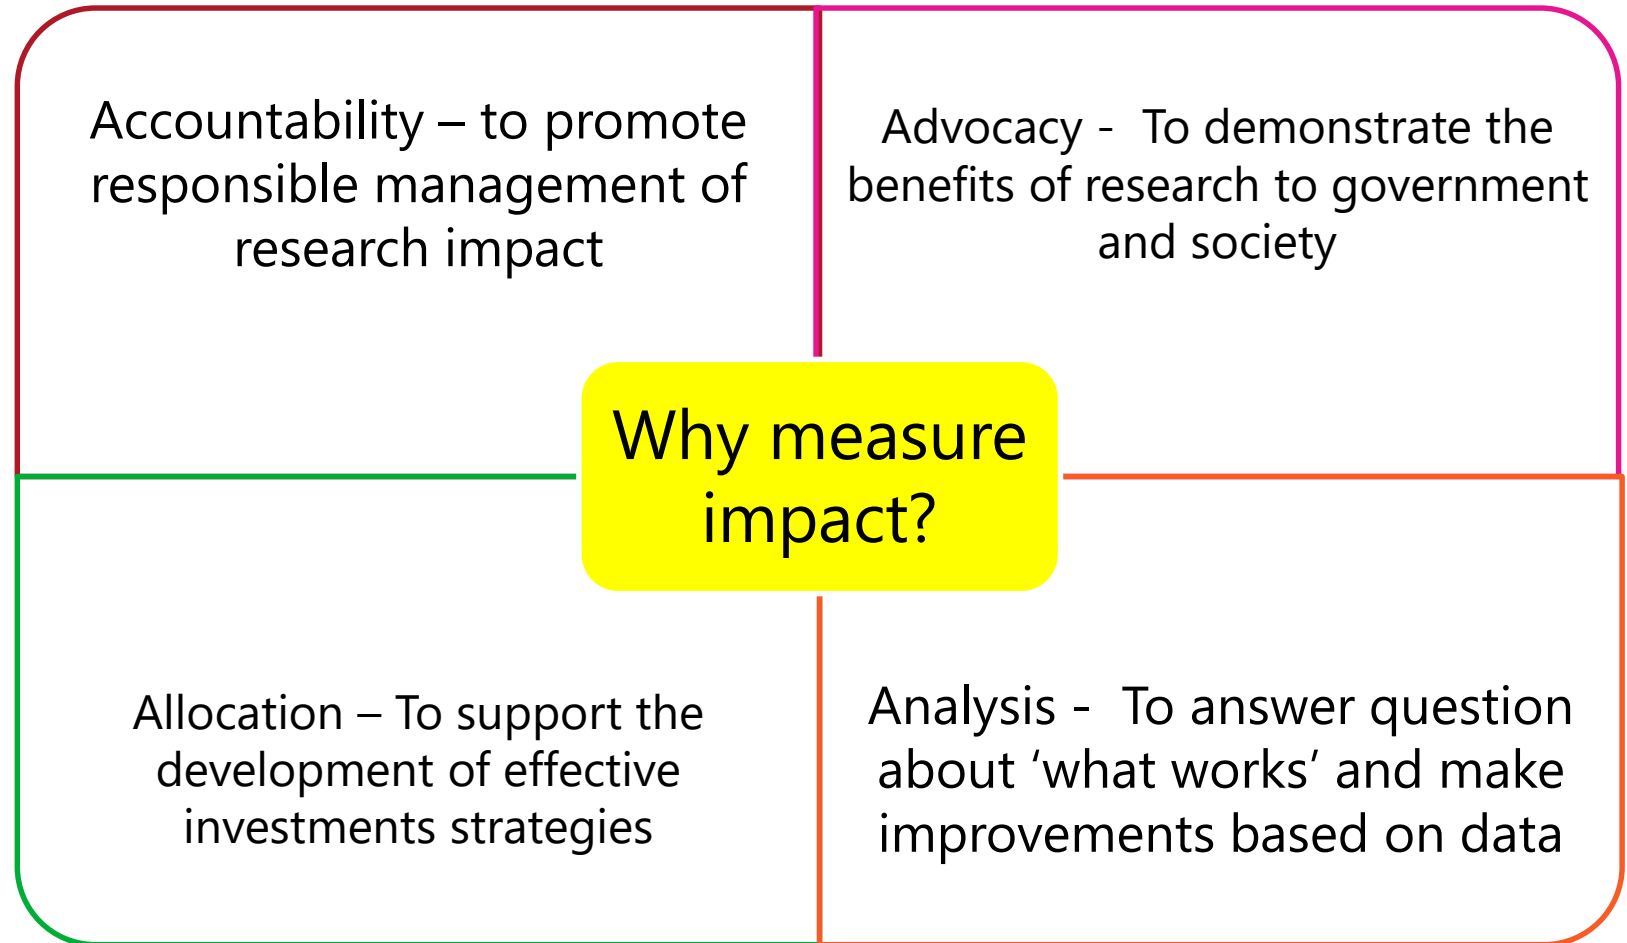 Accountability – to promote
responsible management of
research impact
Advocacy -  To demonstrate the
benefits of research to government
and society
Why measure
impact?
Allocation – To support the
development of effective
investments strategies
Analysis -  To answer question
about ‘what works’ and make
improvements based on data